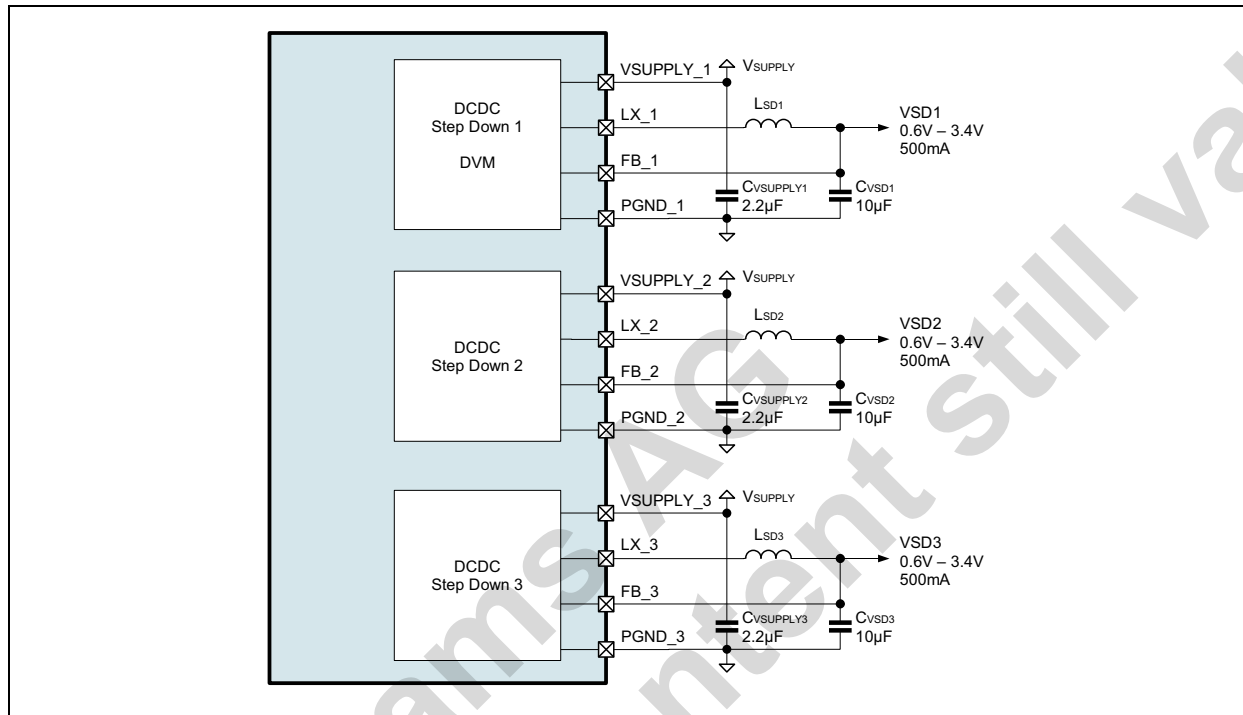 DCDC
Step Down 1
DVM
VSUPPLY_1
LX_1
FB_1
PGND_1
VSUPPLY
LSD1
CVSUPPLY1
2.2µF
CVSD1
10µF
VSD1
0.6V – 3.4V
500mA
DCDC
Step Down 2
VSUPPLY_2
LX_2
FB_2
PGND_2
VSUPPLY
LSD2
CVSUPPLY2
2.2µF
CVSD2
10µF
VSD2
0.6V – 3.4V
500mA
DCDC
Step Down 3
VSUPPLY_3
LX_3
FB_3
PGND_3
VSUPPLY
LSD3
CVSUPPLY3
2.2µF
CVSD3
10µF
VSD3
0.6V – 3.4V
500mA
ams AG
still